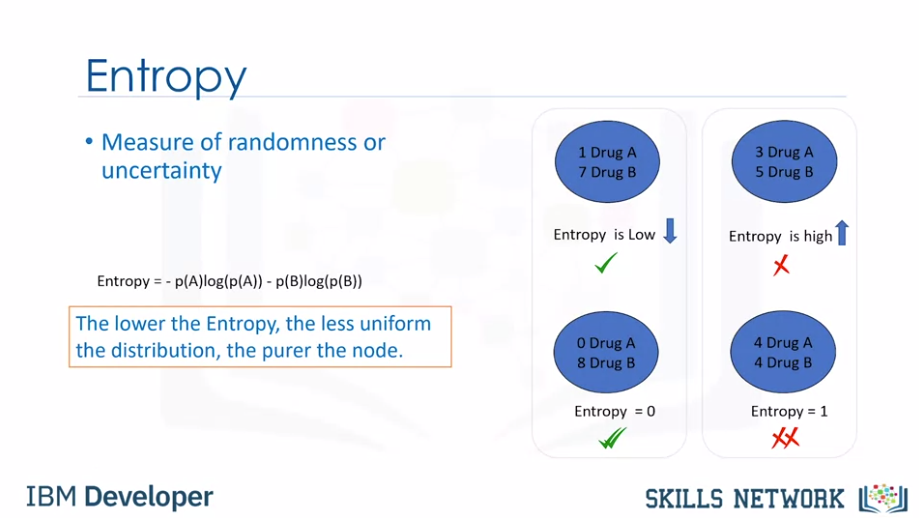 Entropy
• Measure of randomness or
uncertainty
Entropy = - p(A)log(p(A)) - p(B)log(p(B))
The lower the Entropy, the less uniform
the distribution, the purer the node.
1 Drug A
7 Drug B
Entropy is Low
3 Drug A
5 Drug B
Entropy is high
0 Drug A
8 Drug B
Entropy = 0
4 Drug A
4 Drug B
Entropy = 1
IBM Developer
SKILLS NETWORK